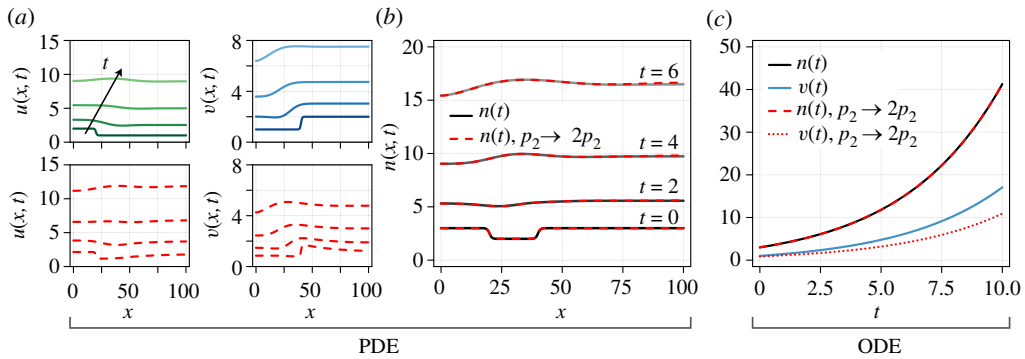 (a)
(b)
(c)
15
10
5
0
u(x, t)
t
8
4
0
v(x, t)
15
10
5
0
u(x, t)
0
50
100
x
8
4
0
v(x, t)
0
50
100
x
20
15
10
5
0
n(x, t)
t = 6
n(t)
n(t), p₂ → 2p₂
t = 4
t = 2
t = 0
0
25
50
75
100
x
PDE
50
40
30
20
10
0
n(t)
v(t)
n(t), p₂ → 2p₂
v(t), p₂ → 2p₂
0
2.5
5.0
7.5
10.0
t
ODE